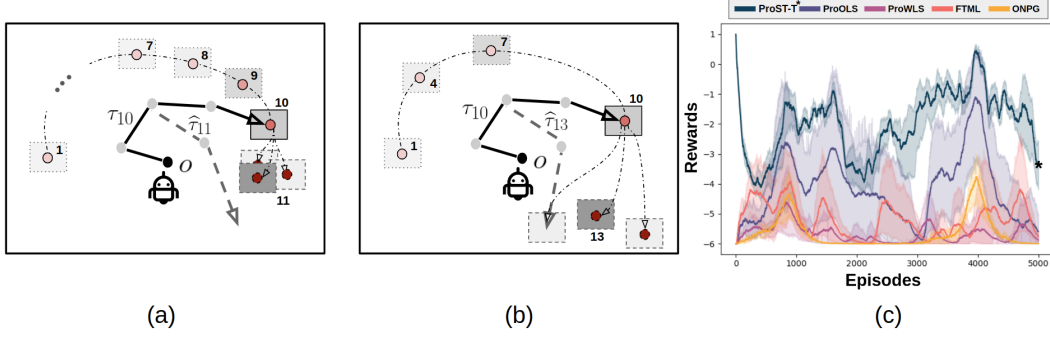 7
8
9
10
1
11
τ₁₀
τ̂₁₁
o
(a)
7
4
10
1
13
τ₁₀
τ̂₁₃
o
(b)
ProST-T* ProOLS ProWLS FTML ONPG
Rewards
1
0
−1
−2
−3
−4
−5
−6
*
0 1000 2000 3000 4000 5000
Episodes
(c)